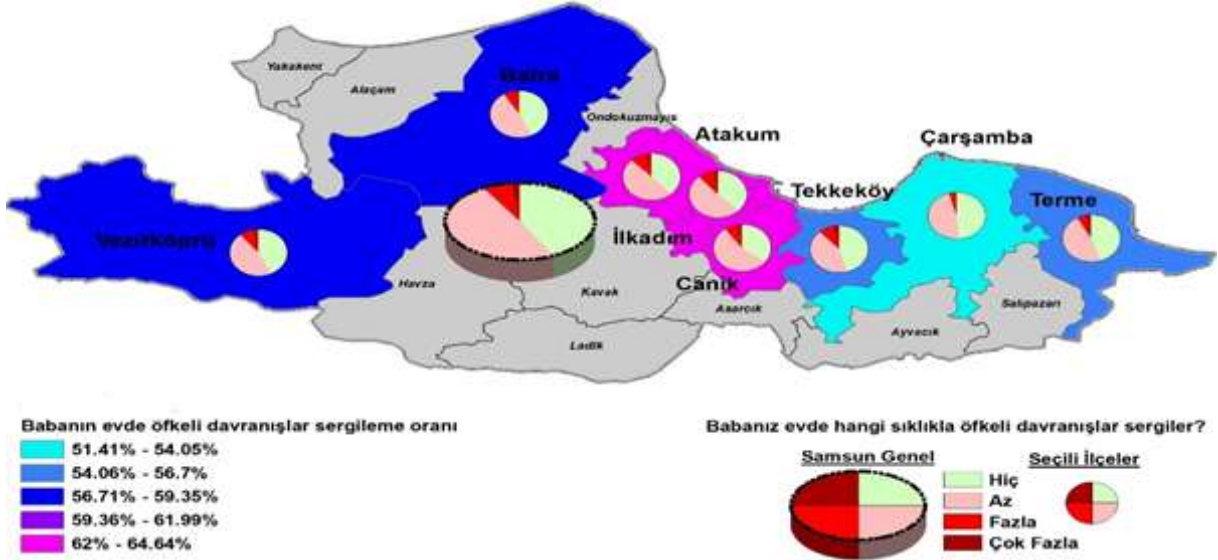 Bafra
Yakakent
Alaçam
Ondokuzmayıs
Atakum
Çarşamba
Tekkeköy
Terme
Vezirköprü
İlkadım
Canik
Havza
Kavak
Asarcık
Salıpazarı
Ayvacık
Ladik
Babanın evde öfkeli davranışlar sergileme oranı
51.41% - 54.05%
54.06% - 56.7%
56.71% - 59.35%
59.36% - 61.99%
62% - 64.64%
Babanız evde hangi sıklıkla öfkeli davranışlar sergiler?
Samsun Genel
Seçili İlçeler
Hiç
Az
Fazla
Çok Fazla